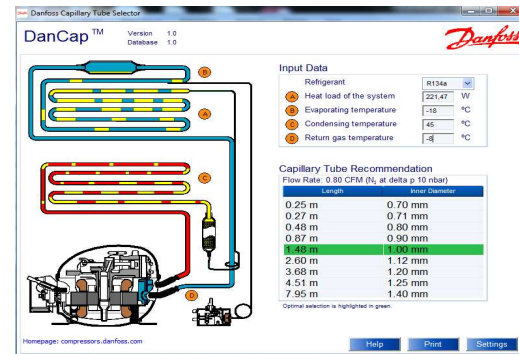 Danfoss Capillary Tube Selector
DanCap™
Version 1.0
Database 1.0
Danfoss
B
A
C
D
Input Data
Refrigerant R134a
A Heat load of the system 221,47 W
B Evaporating temperature -18 ºC
C Condensing temperature 45 ºC
D Return gas temperature -8 ºC
Capillary Tube Recommendation
Flow Rate: 0.80 CFM (N₂ at delta p 10 nbar)
Length Inner Diameter
0.25 m 0.70 mm
0.27 m 0.71 mm
0.48 m 0.80 mm
0.87 m 0.90 mm
1.48 m 1.00 mm
2.60 m 1.12 mm
3.68 m 1.20 mm
4.51 m 1.25 mm
7.95 m 1.40 mm
Optimal selection is highlighted in green.
Homepage: compressors.danfoss.com
Help Print Settings